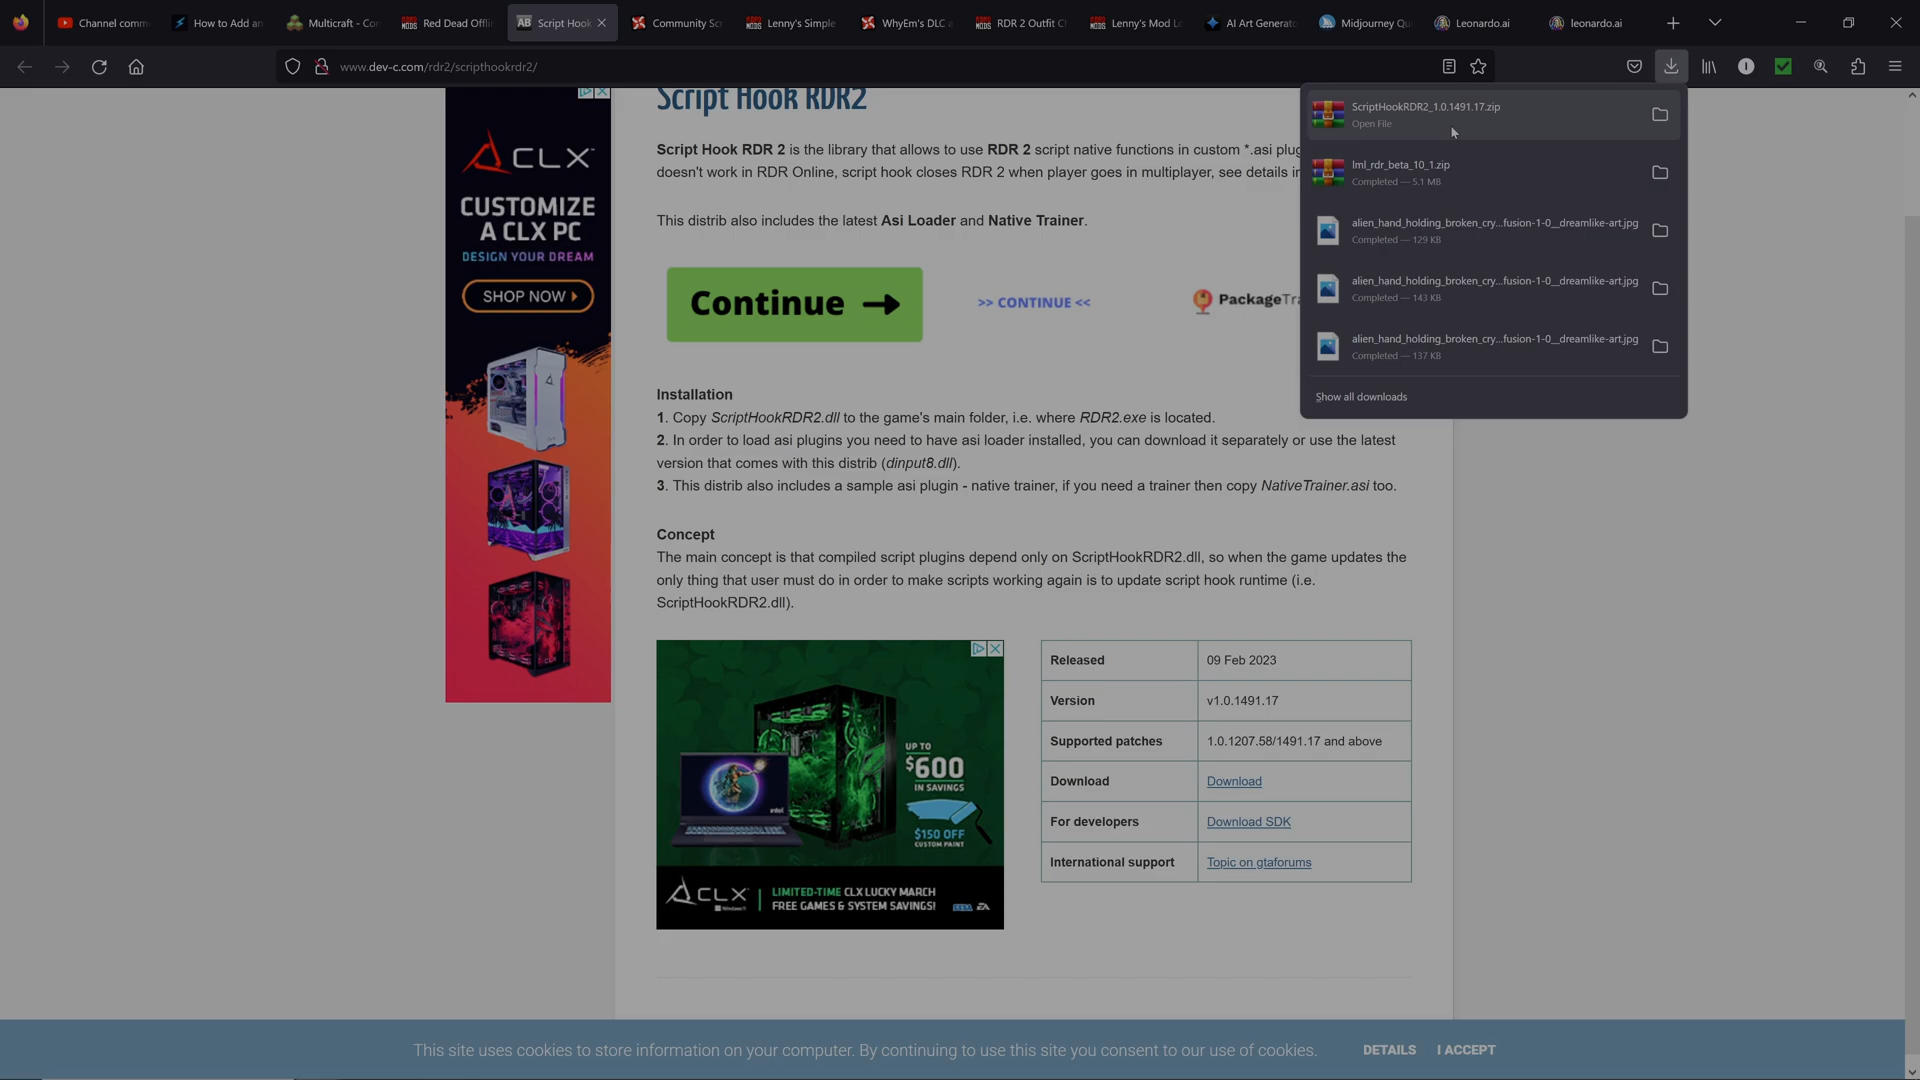 Channel comm
How to Add an
Multicraft - Co
Red Dead Offli
AB
Script Hook
Community Scr
Lenny's Simple
WhyEm's DLC a
RDR 2 Outfit C
Lenny's Mod Lo
AI Art Generato
Midjourney Qu
Leonardo.ai
leonardo.ai
www.dev-c.com/rdr2/scripthookrdr2/
Script Hook RDR2
Script Hook RDR 2 is the library that allows to use RDR 2 script native functions in custom *.asi plug
doesn't work in RDR Online, script hook closes RDR 2 when player goes in multiplayer, see details in
This distrib also includes the latest Asi Loader and Native Trainer.
Continue
>> CONTINUE <<
PackageTra
ScriptHookRDR2_1.0.1491.17.zip
Open File
lml_rdr_beta_10_1.zip
Completed — 5.1 MB
alien_hand_holding_broken_cry...fusion-1-0__dreamlike-art.jpg
Completed — 129 KB
alien_hand_holding_broken_cry...fusion-1-0__dreamlike-art.jpg
Completed — 143 KB
alien_hand_holding_broken_cry...fusion-1-0__dreamlike-art.jpg
Completed — 137 KB
Show all downloads
CLX
CUSTOMIZE
A CLX PC
DESIGN YOUR DREAM
SHOP NOW
Installation
1. Copy ScriptHookRDR2.dll to the game's main folder, i.e. where RDR2.exe is located.
2. In order to load asi plugins you need to have asi loader installed, you can download it separately or use the latest
version that comes with this distrib (dinput8.dll).
3. This distrib also includes a sample asi plugin - native trainer, if you need a trainer then copy NativeTrainer.asi too.
Concept
The main concept is that compiled script plugins depend only on ScriptHookRDR2.dll, so when the game updates the
only thing that user must do in order to make scripts working again is to update script hook runtime (i.e.
ScriptHookRDR2.dll).
UP TO
$600
IN SAVINGS
$150 OFF
CUSTOM PAINT
intel
CLX
Windows 11
LIMITED-TIME CLX LUCKY MARCH
FREE GAMES & SYSTEM SAVINGS!
SEGA
EA
Released
09 Feb 2023
Version
v1.0.1491.17
Supported patches
1.0.1207.58/1491.17 and above
Download
Download
For developers
Download SDK
International support
Topic on gtaforums
This site uses cookies to store information on your computer. By continuing to use this site you consent to our use of cookies.
DETAILS
I ACCEPT